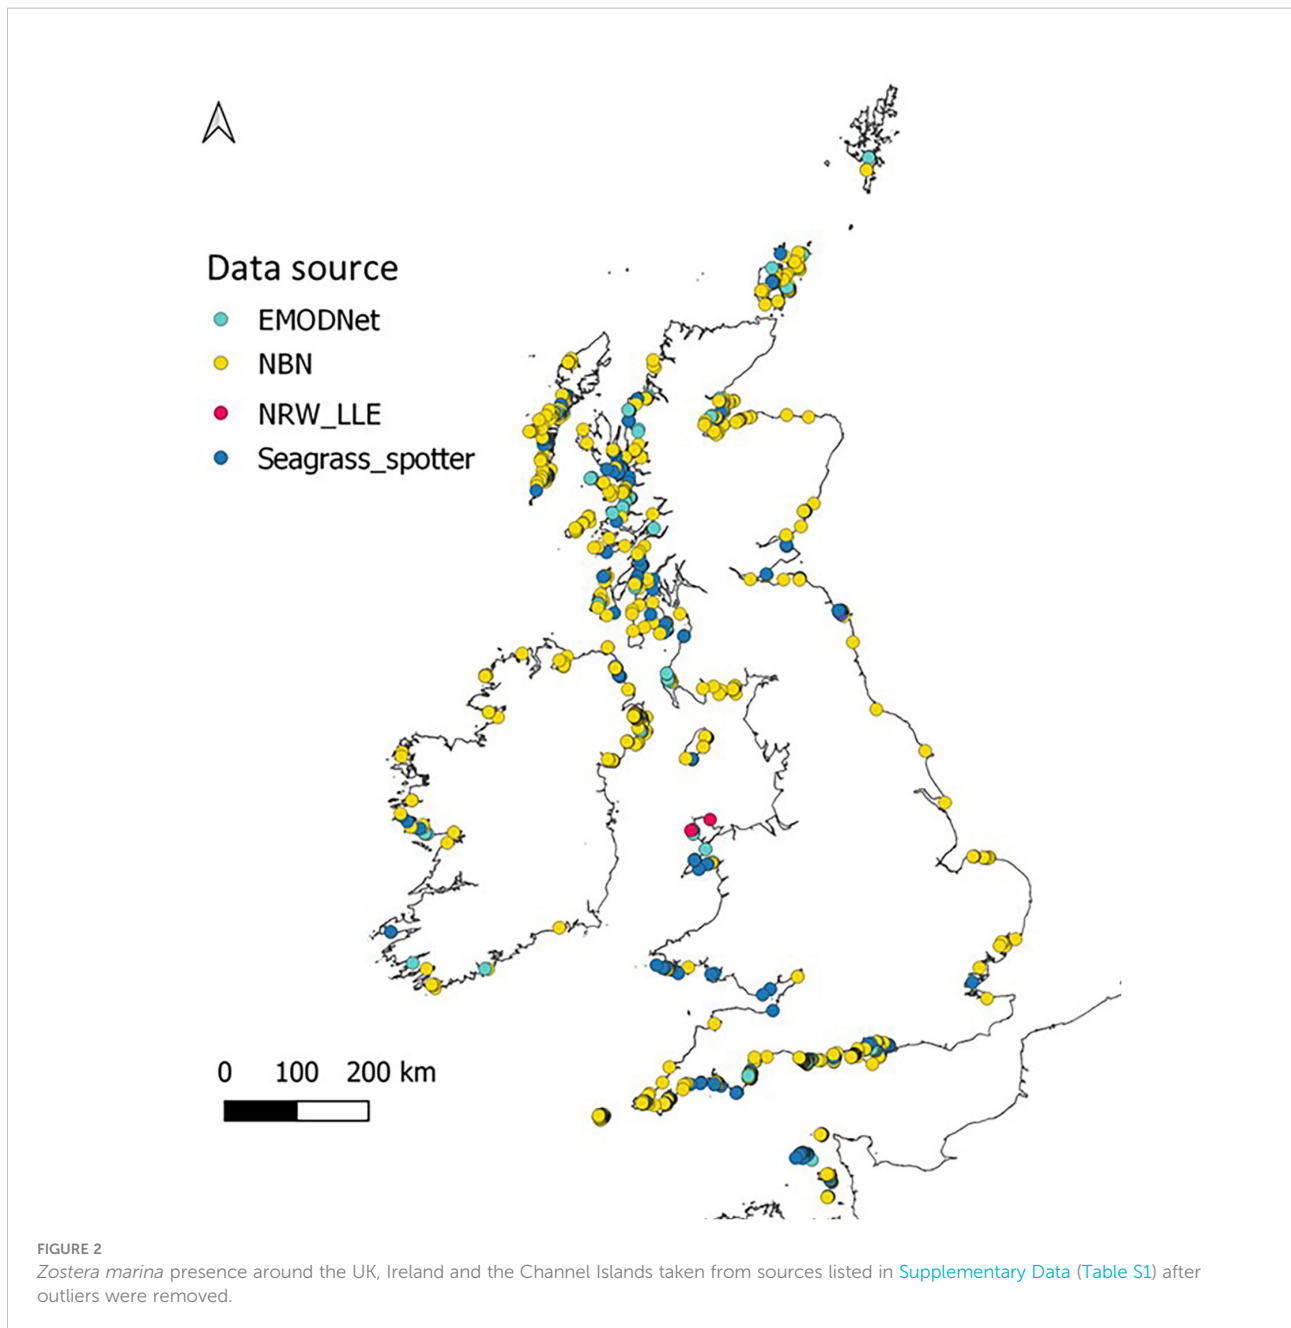 Data source
EMODNet
NBN
NRW_LLE
Seagrass_spotter
0 100 200 km
FIGURE 2
Zostera marina presence around the UK, Ireland and the Channel Islands taken from sources listed in Supplementary Data (Table S1) after
outliers were removed.